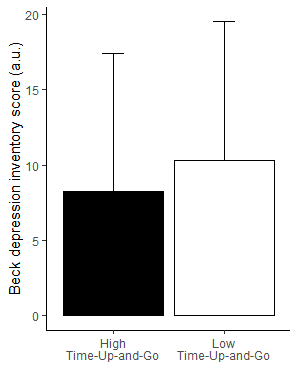 Beck depression inventory score (a.u.)
20
15
10
5
0
High
Time-Up-and-Go
Low
Time-Up-and-Go